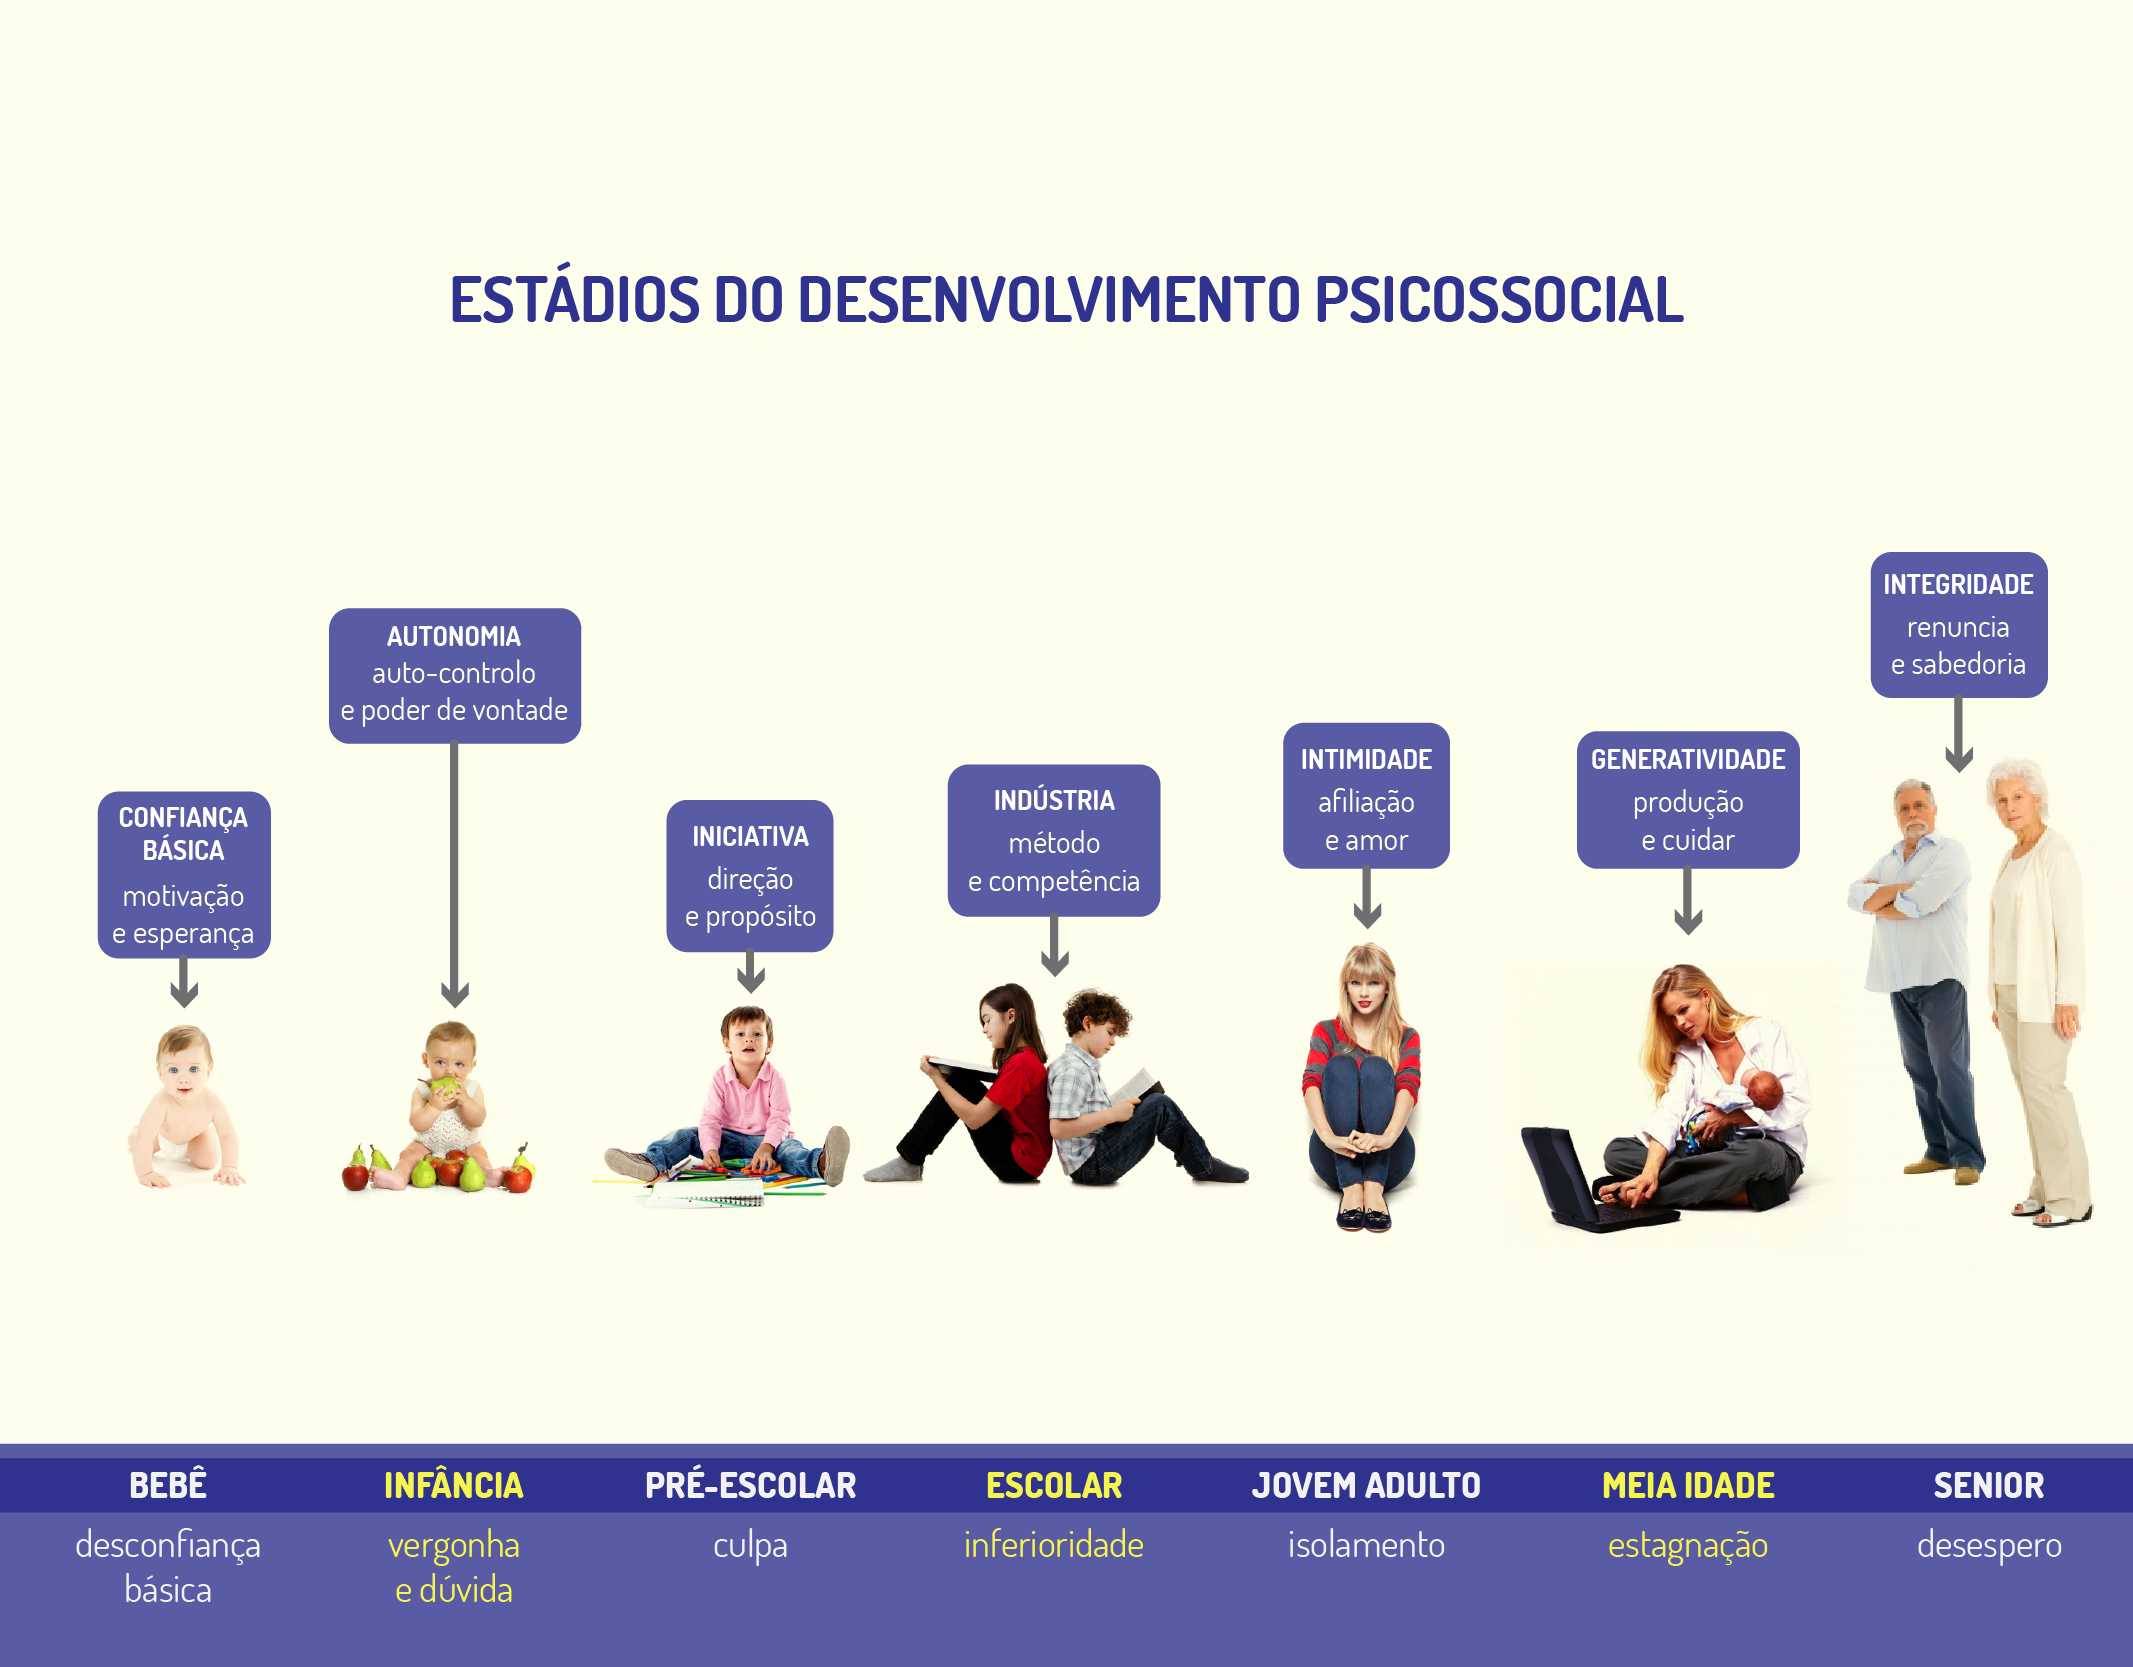 ESTÁDIOS DO DESENVOLVIMENTO PSICOSSOCIAL
CONFIANÇA
BÁSICA
motivação
e esperança
AUTONOMIA
auto-controlo
e poder de vontade
INICIATIVA
direção
e propósito
INDÚSTRIA
método
e competência
INTIMIDADE
afiliação
e amor
GENERATIVIDADE
produção
e cuidar
INTEGRIDADE
renuncia
e sabedoria
BEBÊ
desconfiança
básica
INFÂNCIA
vergonha
e dúvida
PRÉ-ESCOLAR
culpa
ESCOLAR
inferioridade
JOVEM ADULTO
isolamento
MEIA IDADE
estagnação
SENIOR
desespero